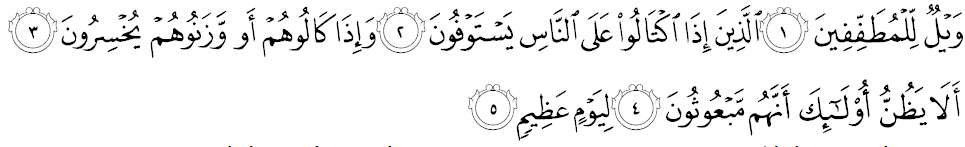 وَيۡلٞ لِّلۡمُطَفِّفِينَ ١ ٱلَّذِينَ إِذَا ٱكۡتَالُواْ عَلَى ٱلنَّاسِ يَسۡتَوۡفُونَ ٢ وَإِذَا كَالُوهُمۡ أَو وَّزَنُوهُمۡ يُخۡسِرُونَ ٣
أَلَا يَظُنُّ أُوْلَٰٓئِكَ أَنَّهُم مَّبۡعُوثُونَ ٤ لِيَوۡمٍ عَظِيمٖ ٥